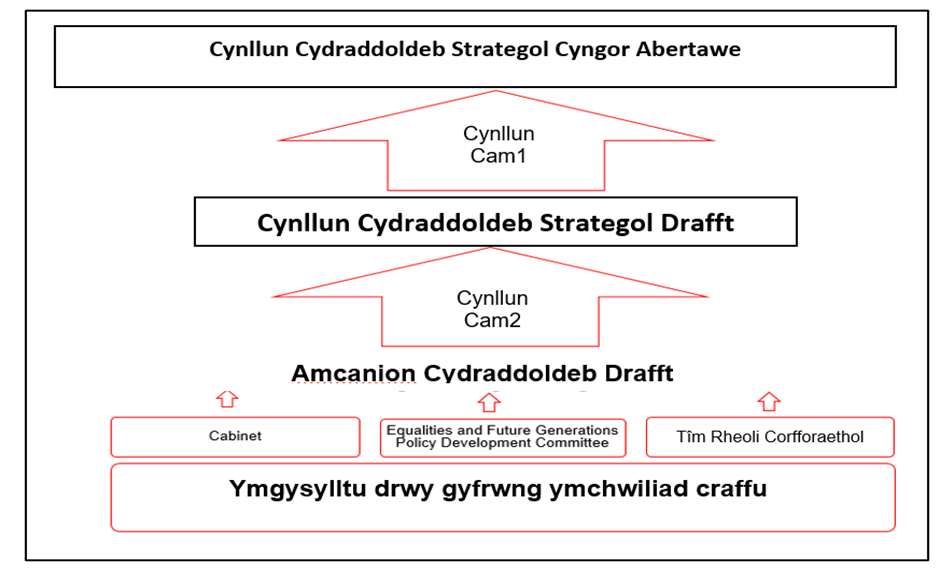 Cynllun Cydraddoldeb Strategol Cyngor Abertawe
Cynllun
Cam1
Cynllun Cydraddoldeb Strategol Drafft
Cynllun
Cam2
Amcanion Cydraddoldeb Drafft
Cabinet
Equalities and Future Generations
Policy Development Committee
Tîm Rheoli Corfforaethol
Ymgysylltu drwy gyfrwng ymchwiliad craffu